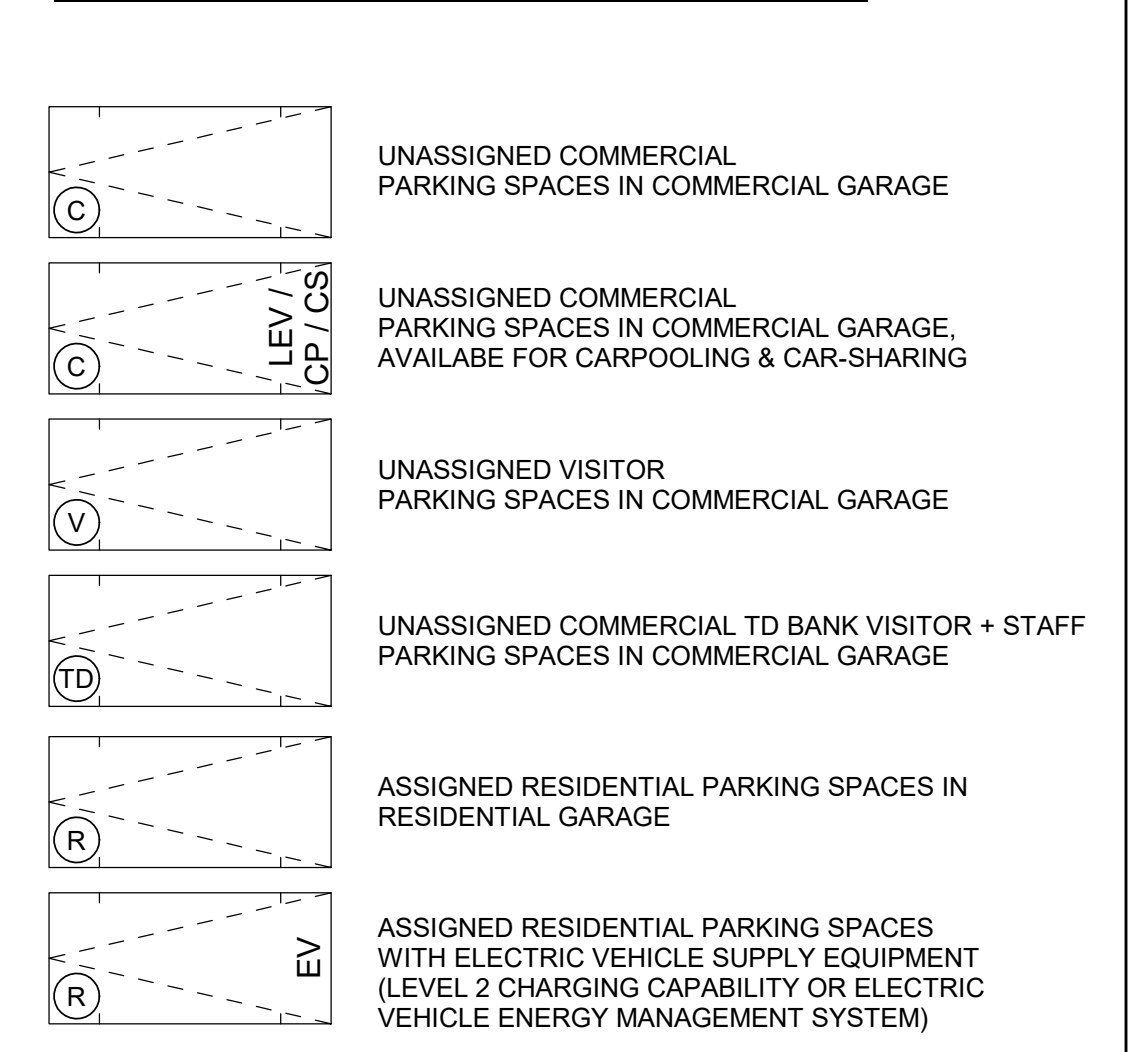 C
UNASSIGNED COMMERCIAL
PARKING SPACES IN COMMERCIAL GARAGE
C
LEV /
CP / CS
UNASSIGNED COMMERCIAL
PARKING SPACES IN COMMERCIAL GARAGE,
AVAILABE FOR CARPOOLING & CAR-SHARING
V
UNASSIGNED VISITOR
PARKING SPACES IN COMMERCIAL GARAGE
TD
UNASSIGNED COMMERCIAL TD BANK VISITOR + STAFF
PARKING SPACES IN COMMERCIAL GARAGE
R
ASSIGNED RESIDENTIAL PARKING SPACES IN
RESIDENTIAL GARAGE
R
EV
ASSIGNED RESIDENTIAL PARKING SPACES
WITH ELECTRIC VEHICLE SUPPLY EQUIPMENT
(LEVEL 2 CHARGING CAPABILITY OR ELECTRIC
VEHICLE ENERGY MANAGEMENT SYSTEM)